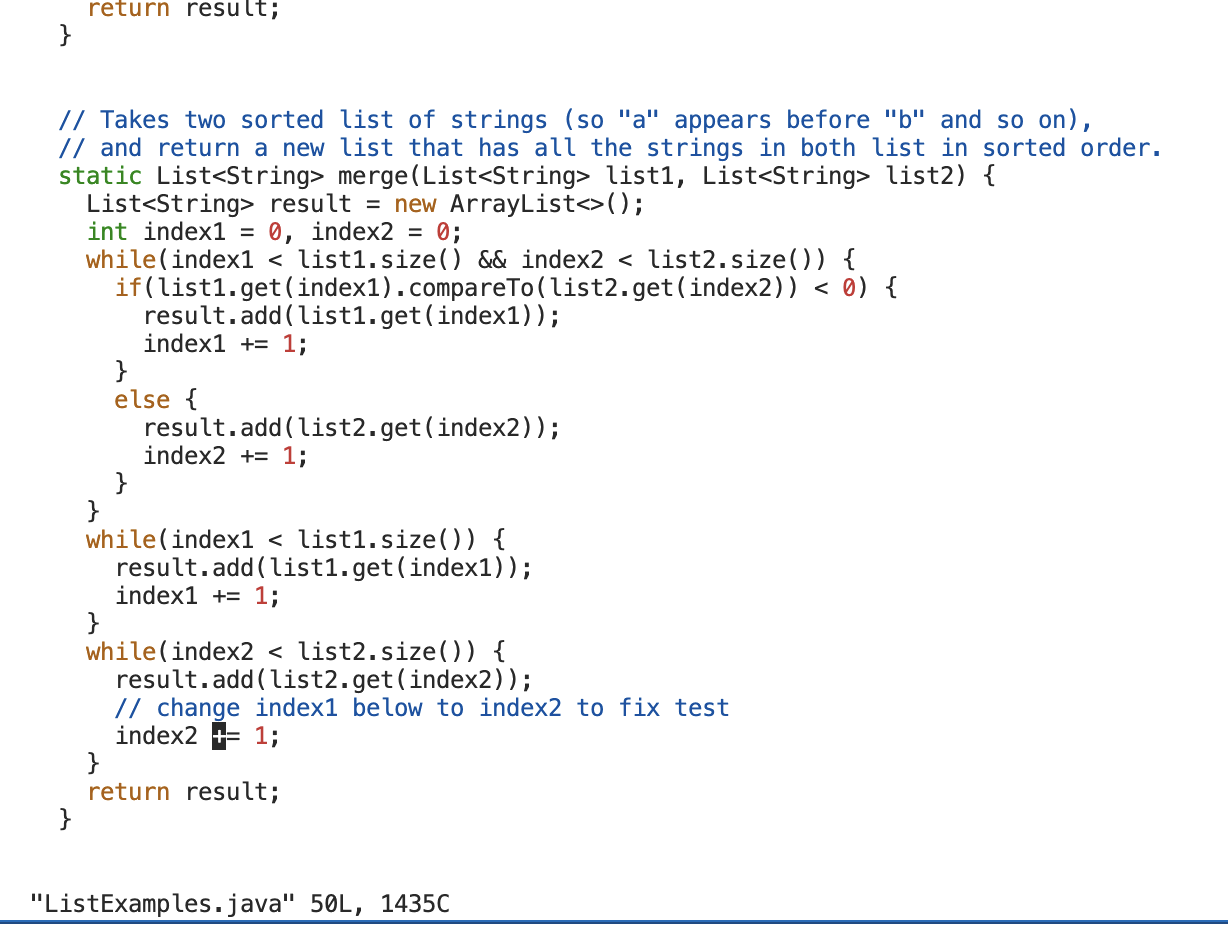 return result;
  }


  // Takes two sorted list of strings (so "a" appears before "b" and so on),
  // and return a new list that has all the strings in both list in sorted order.
  static List<String> merge(List<String> list1, List<String> list2) {
    List<String> result = new ArrayList<>();
    int index1 = 0, index2 = 0;
    while(index1 < list1.size() && index2 < list2.size()) {
      if(list1.get(index1).compareTo(list2.get(index2)) < 0) {
        result.add(list1.get(index1));
        index1 += 1;
      }
      else {
        result.add(list2.get(index2));
        index2 += 1;
      }
    }
    while(index1 < list1.size()) {
      result.add(list1.get(index1));
      index1 += 1;
    }
    while(index2 < list2.size()) {
      result.add(list2.get(index2));
      // change index1 below to index2 to fix test
      index2 += 1;
    }
    return result;
  }


"ListExamples.java" 50L, 1435C